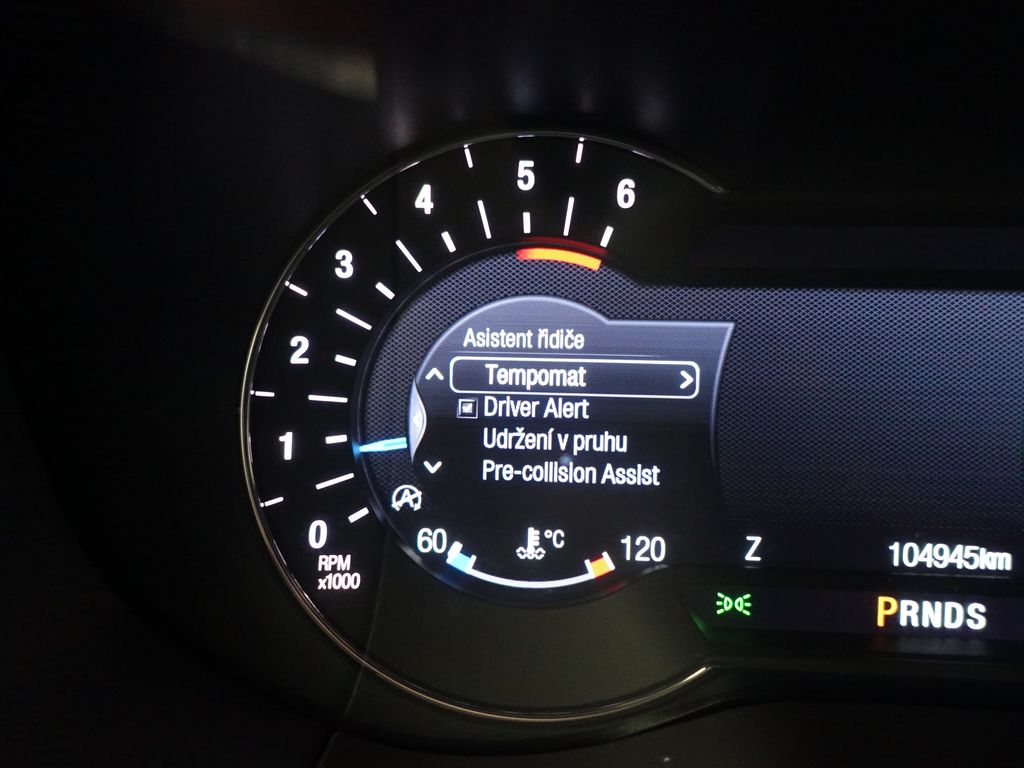 6
5
4
3
2
1
0
RPM
x1000
Asistent řidiče
Tempomat
Driver Alert
Udržení v pruhu
Pre-collision Assist
60 °C 120
Z 104945km
PRNDS